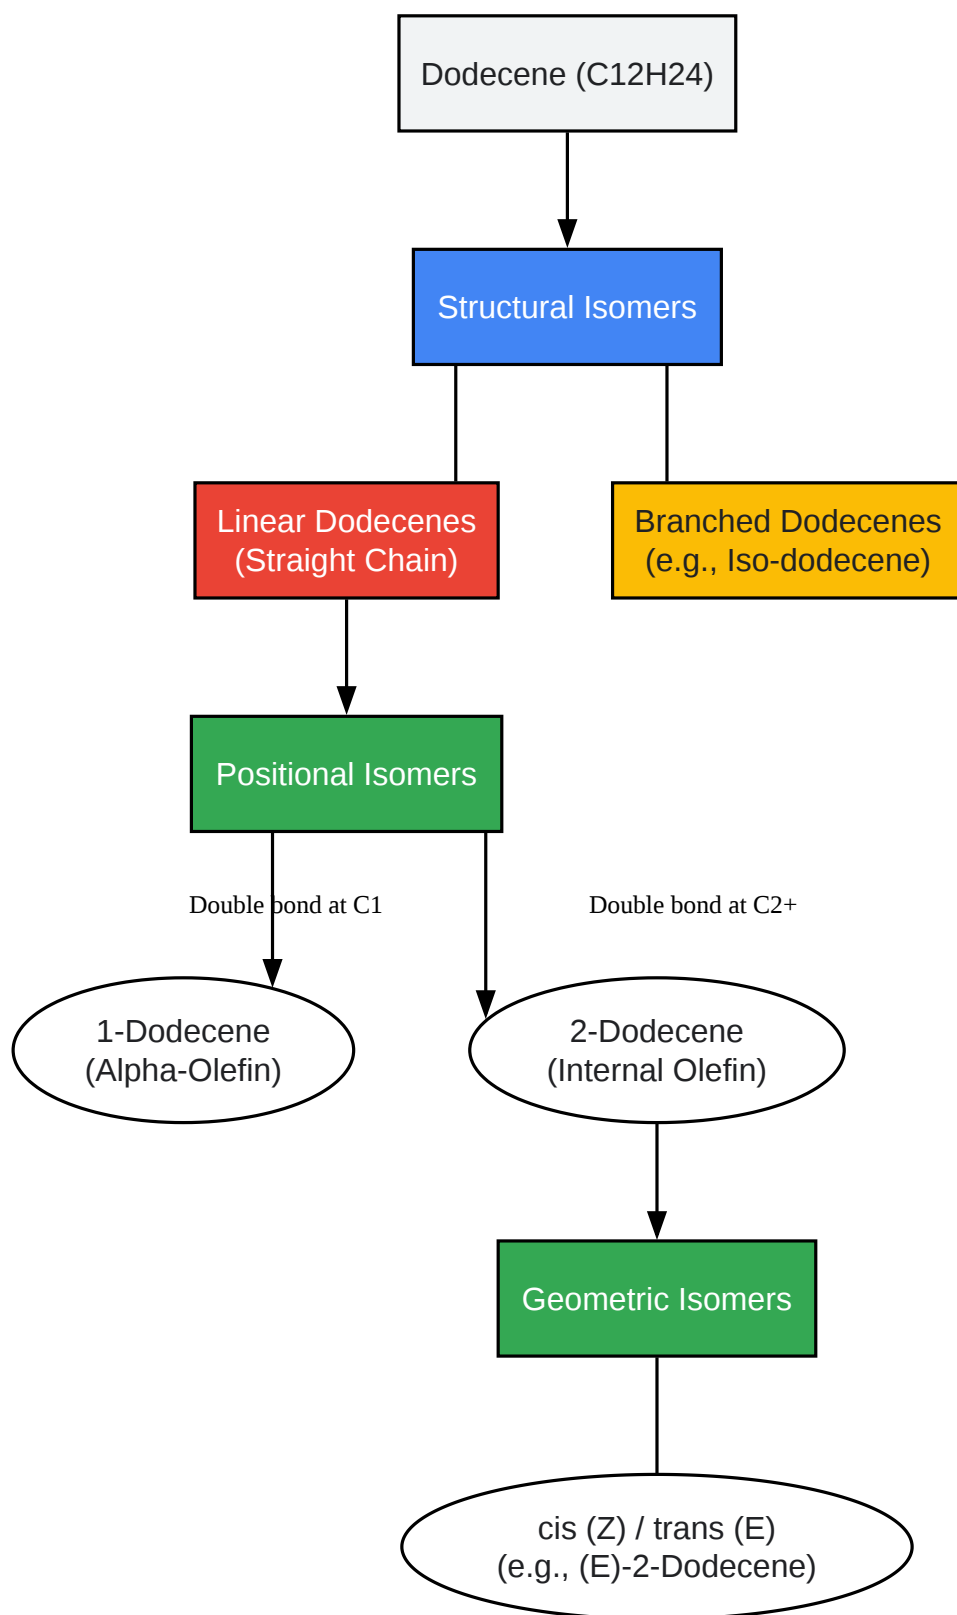 Dodecene (C12H24)
Structural Isomers
Linear Dodecenes
(Straight Chain)
Branched Dodecenes
(e.g., Iso-dodecene)
Positional Isomers
Double bond at C1
Double bond at C2+
1-Dodecene
(Alpha-Olefin)
2-Dodecene
(Internal Olefin)
Geometric Isomers
cis (Z) / trans (E)
(e.g., (E)-2-Dodecene)